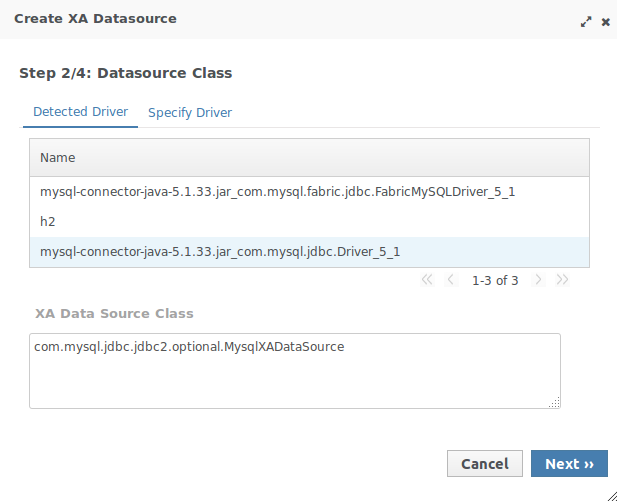 Create XA Datasource
Step 2/4: Datasource Class
Detected Driver Specify Driver
Name
mysql-connector-java-5.1.33.jar_com.mysql.fabric.jdbc.FabricMySQLDriver_5_1
h2
mysql-connector-java-5.1.33.jar_com.mysql.jdbc.Driver_5_1
1-3 of 3
XA Data Source Class
com.mysql.jdbc.jdbc2.optional.MysqlXADataSource
Cancel Next ››